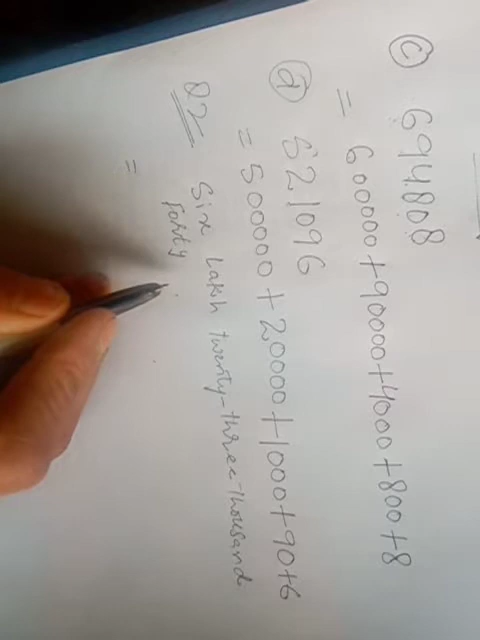 (c) 694808
= 600000+90000+4000+800+8
(d) 521096
= 500000+20000+1000+90+6
Q2 Six Lakh twenty-three-thousand
Forty
=